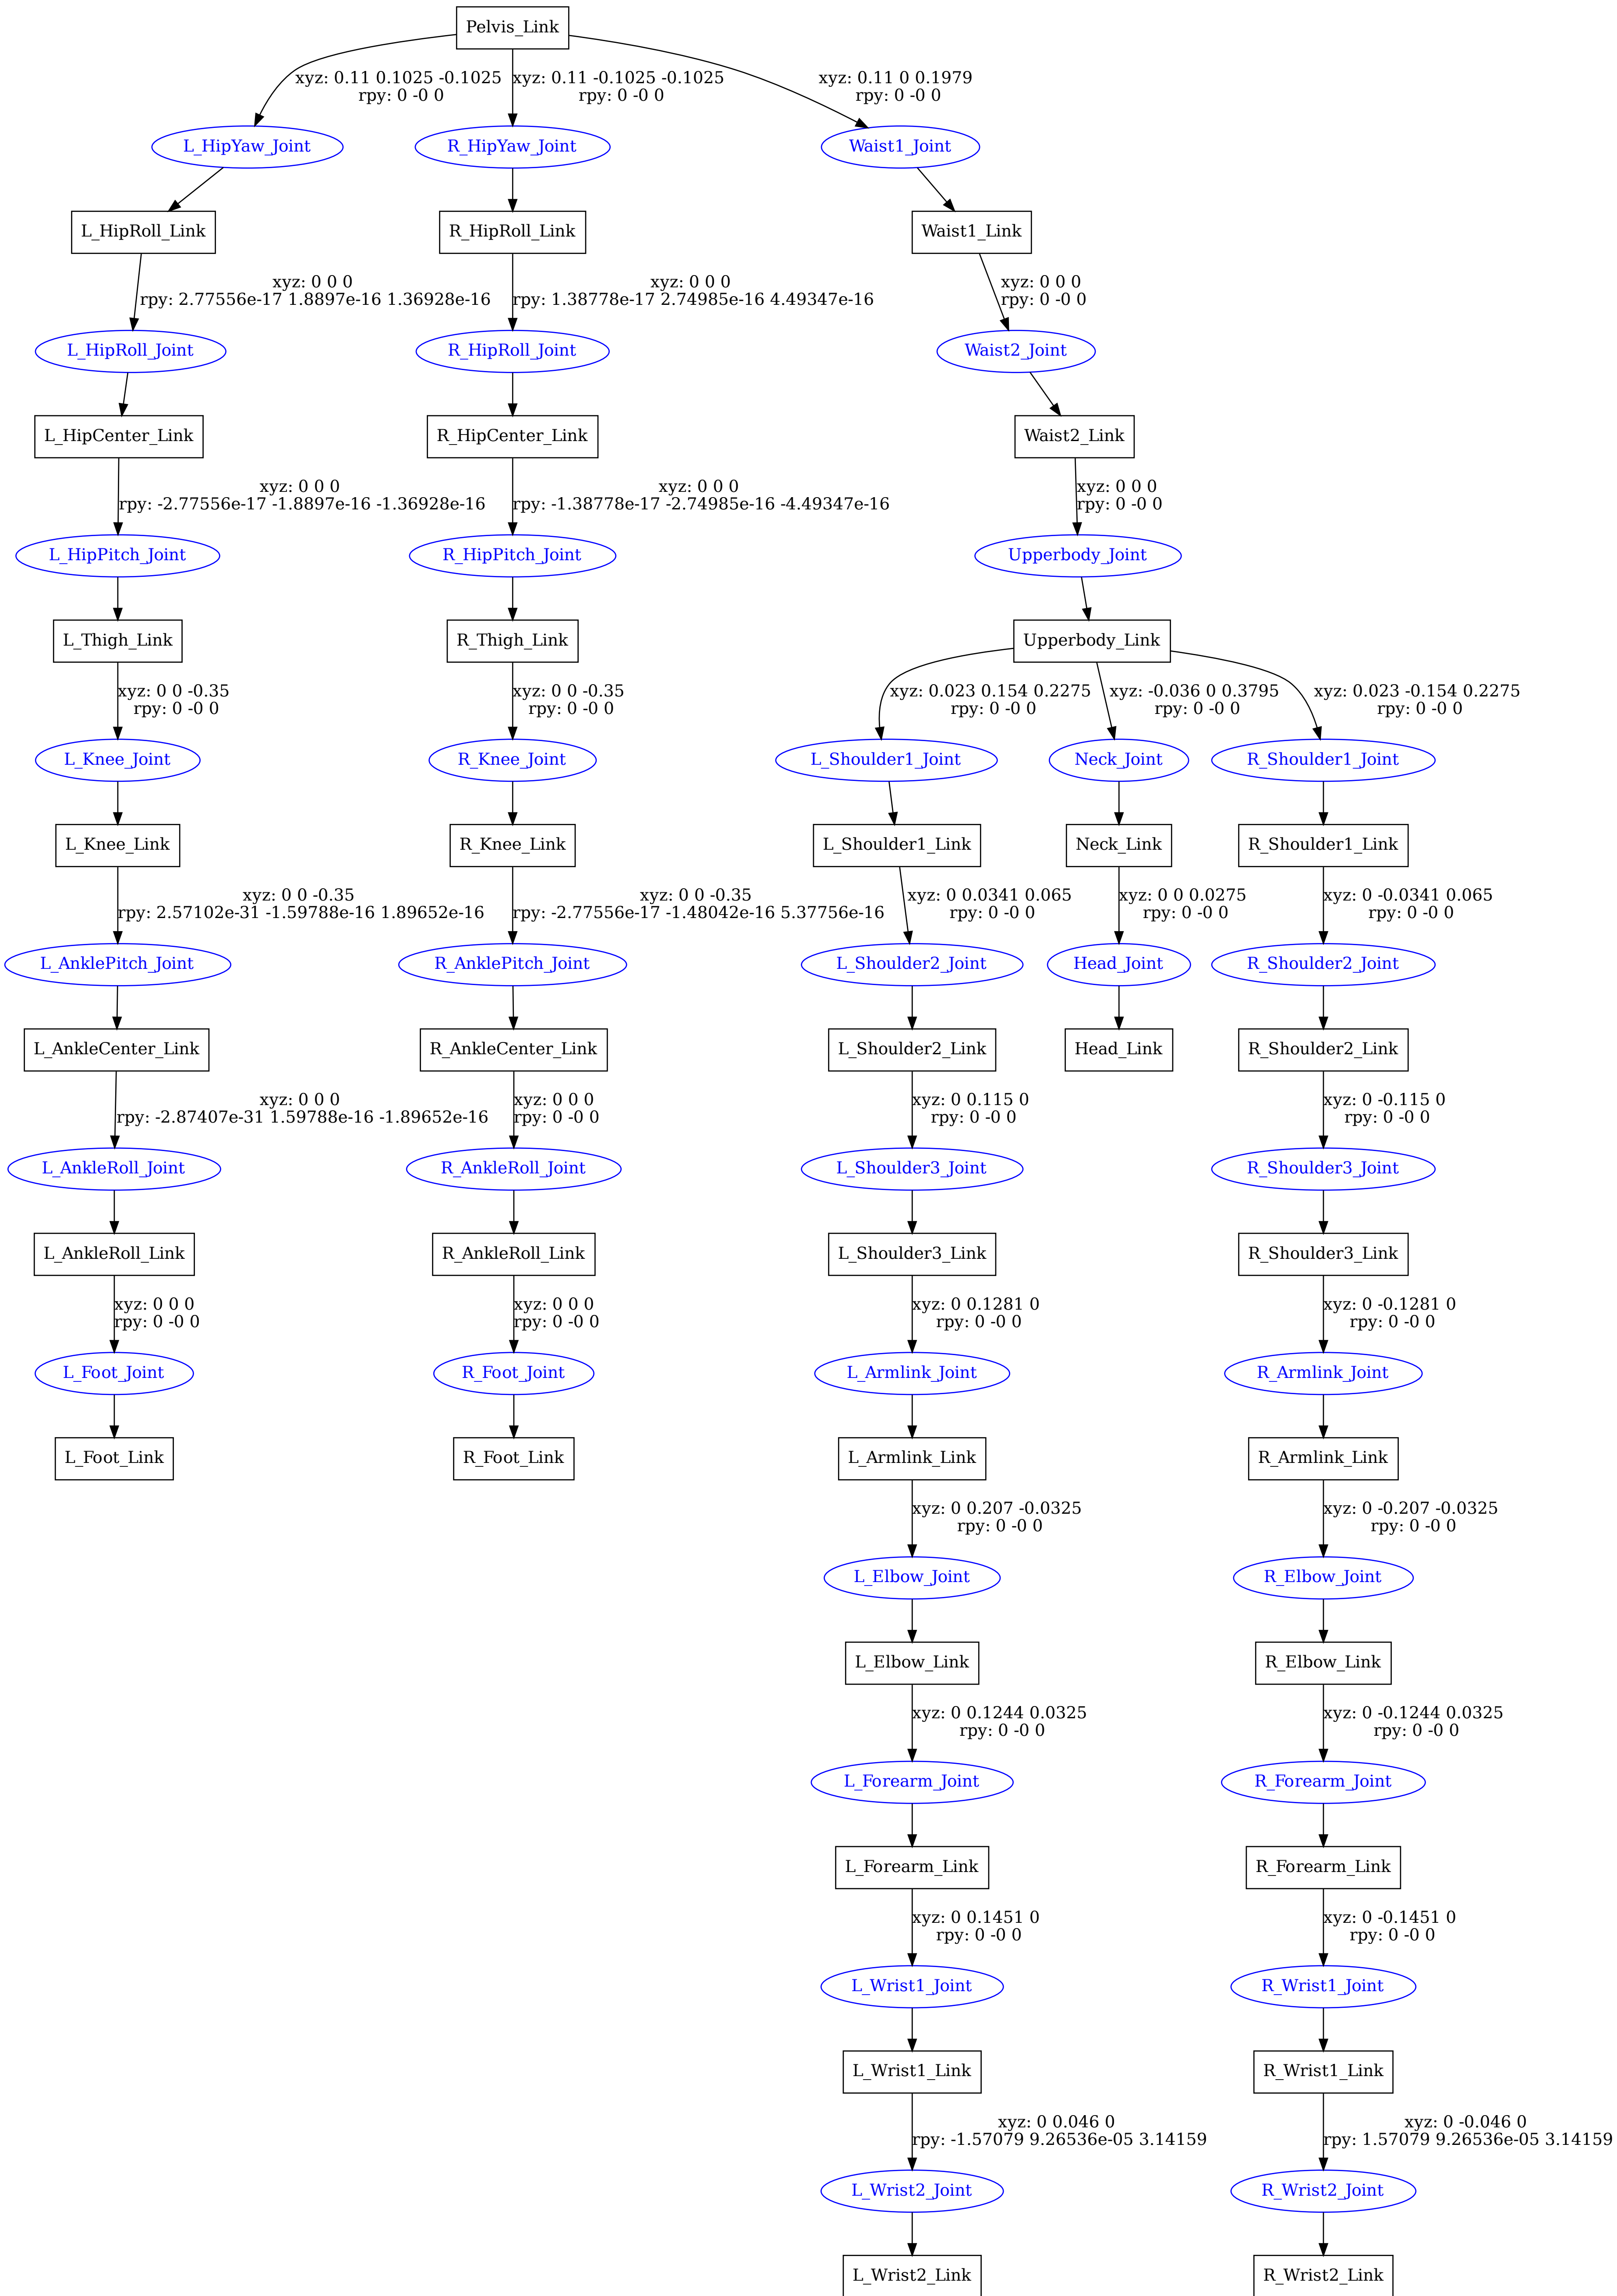 Pelvis_Link
xyz: 0.11 0.1025 -0.1025
rpy: 0 -0 0
xyz: 0.11 -0.1025 -0.1025
rpy: 0 -0 0
xyz: 0.11 0 0.1979
rpy: 0 -0 0
L_HipYaw_Joint
R_HipYaw_Joint
Waist1_Joint
L_HipRoll_Link
R_HipRoll_Link
Waist1_Link
xyz: 0 0 0
rpy: 2.77556e-17 1.8897e-16 1.36928e-16
xyz: 0 0 0
rpy: 1.38778e-17 2.74985e-16 4.49347e-16
xyz: 0 0 0
rpy: 0 -0 0
L_HipRoll_Joint
R_HipRoll_Joint
Waist2_Joint
L_HipCenter_Link
R_HipCenter_Link
Waist2_Link
xyz: 0 0 0
rpy: -2.77556e-17 -1.8897e-16 -1.36928e-16
xyz: 0 0 0
rpy: -1.38778e-17 -2.74985e-16 -4.49347e-16
xyz: 0 0 0
rpy: 0 -0 0
L_HipPitch_Joint
R_HipPitch_Joint
Upperbody_Joint
L_Thigh_Link
R_Thigh_Link
Upperbody_Link
xyz: 0 0 -0.35
rpy: 0 -0 0
xyz: 0 0 -0.35
rpy: 0 -0 0
xyz: 0.023 0.154 0.2275
rpy: 0 -0 0
xyz: -0.036 0 0.3795
rpy: 0 -0 0
xyz: 0.023 -0.154 0.2275
rpy: 0 -0 0
L_Knee_Joint
R_Knee_Joint
L_Shoulder1_Joint
Neck_Joint
R_Shoulder1_Joint
L_Knee_Link
R_Knee_Link
L_Shoulder1_Link
Neck_Link
R_Shoulder1_Link
xyz: 0 0 -0.35
rpy: 2.57102e-31 -1.59788e-16 1.89652e-16
xyz: 0 0 -0.35
rpy: -2.77556e-17 -1.48042e-16 5.37756e-16
xyz: 0 0.0341 0.065
rpy: 0 -0 0
xyz: 0 0 0.0275
rpy: 0 -0 0
xyz: 0 -0.0341 0.065
rpy: 0 -0 0
L_AnklePitch_Joint
R_AnklePitch_Joint
L_Shoulder2_Joint
Head_Joint
R_Shoulder2_Joint
L_AnkleCenter_Link
R_AnkleCenter_Link
L_Shoulder2_Link
Head_Link
R_Shoulder2_Link
xyz: 0 0 0
rpy: -2.87407e-31 1.59788e-16 -1.89652e-16
xyz: 0 0 0
rpy: 0 -0 0
xyz: 0 0.115 0
rpy: 0 -0 0
xyz: 0 -0.115 0
rpy: 0 -0 0
L_AnkleRoll_Joint
R_AnkleRoll_Joint
L_Shoulder3_Joint
R_Shoulder3_Joint
L_AnkleRoll_Link
R_AnkleRoll_Link
L_Shoulder3_Link
R_Shoulder3_Link
xyz: 0 0 0
rpy: 0 -0 0
xyz: 0 0 0
rpy: 0 -0 0
xyz: 0 0.1281 0
rpy: 0 -0 0
xyz: 0 -0.1281 0
rpy: 0 -0 0
L_Foot_Joint
R_Foot_Joint
L_Armlink_Joint
R_Armlink_Joint
L_Foot_Link
R_Foot_Link
L_Armlink_Link
R_Armlink_Link
xyz: 0 0.207 -0.0325
rpy: 0 -0 0
xyz: 0 -0.207 -0.0325
rpy: 0 -0 0
L_Elbow_Joint
R_Elbow_Joint
L_Elbow_Link
R_Elbow_Link
xyz: 0 0.1244 0.0325
rpy: 0 -0 0
xyz: 0 -0.1244 0.0325
rpy: 0 -0 0
L_Forearm_Joint
R_Forearm_Joint
L_Forearm_Link
R_Forearm_Link
xyz: 0 0.1451 0
rpy: 0 -0 0
xyz: 0 -0.1451 0
rpy: 0 -0 0
L_Wrist1_Joint
R_Wrist1_Joint
L_Wrist1_Link
R_Wrist1_Link
xyz: 0 0.046 0
rpy: -1.57079 9.26536e-05 3.14159
xyz: 0 -0.046 0
rpy: 1.57079 9.26536e-05 3.14159
L_Wrist2_Joint
R_Wrist2_Joint
L_Wrist2_Link
R_Wrist2_Link